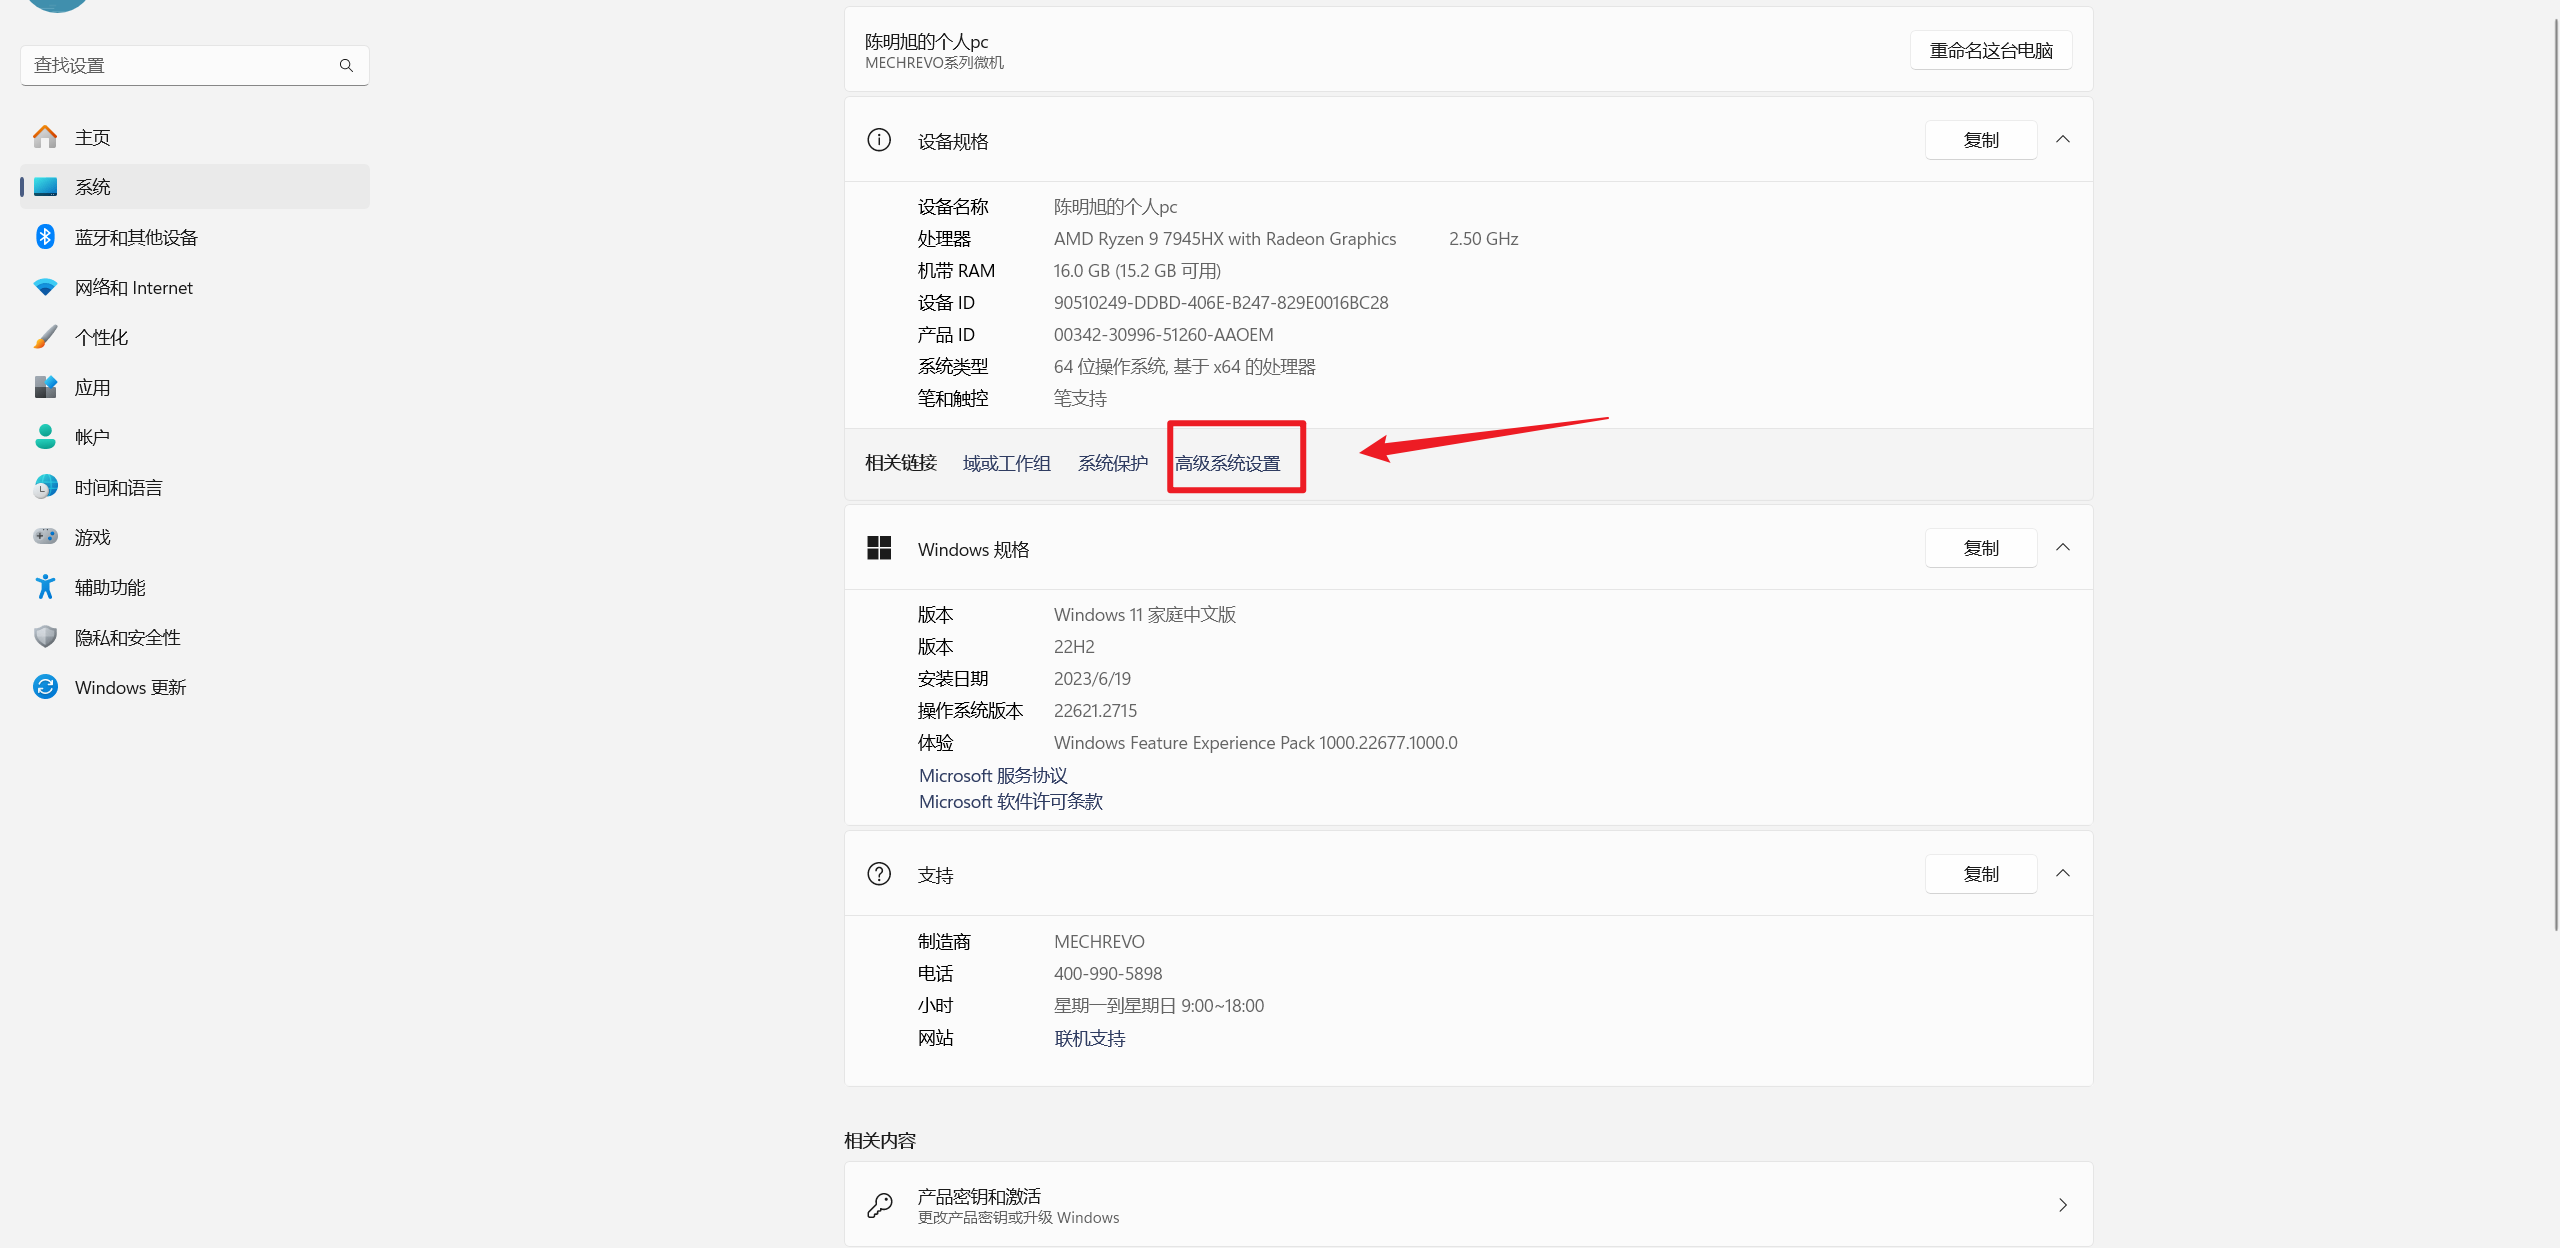 查找设置
主页
系统
蓝牙和其他设备
网络和 Internet
个性化
应用
帐户
时间和语言
游戏
辅助功能
隐私和安全性
Windows 更新
陈明旭的个人pc
MECHREVO系列微机
重命名这台电脑
设备规格
复制
设备名称 陈明旭的个人pc
处理器 AMD Ryzen 9 7945HX with Radeon Graphics 2.50 GHz
机带 RAM 16.0 GB (15.2 GB 可用)
设备 ID 90510249-DDBD-406E-B247-829E0016BC28
产品 ID 00342-30996-51260-AAOEM
系统类型 64 位操作系统, 基于 x64 的处理器
笔和触控 笔支持
相关链接 域或工作组 系统保护 高级系统设置
Windows 规格
复制
版本 Windows 11 家庭中文版
版本 22H2
安装日期 2023/6/19
操作系统版本 22621.2715
体验 Windows Feature Experience Pack 1000.22677.1000.0
Microsoft 服务协议
Microsoft 软件许可条款
支持
复制
制造商 MECHREVO
电话 400-990-5898
小时 星期一到星期日 9:00~18:00
网站 联机支持
相关内容
产品密钥和激活
更改产品密钥或升级 Windows